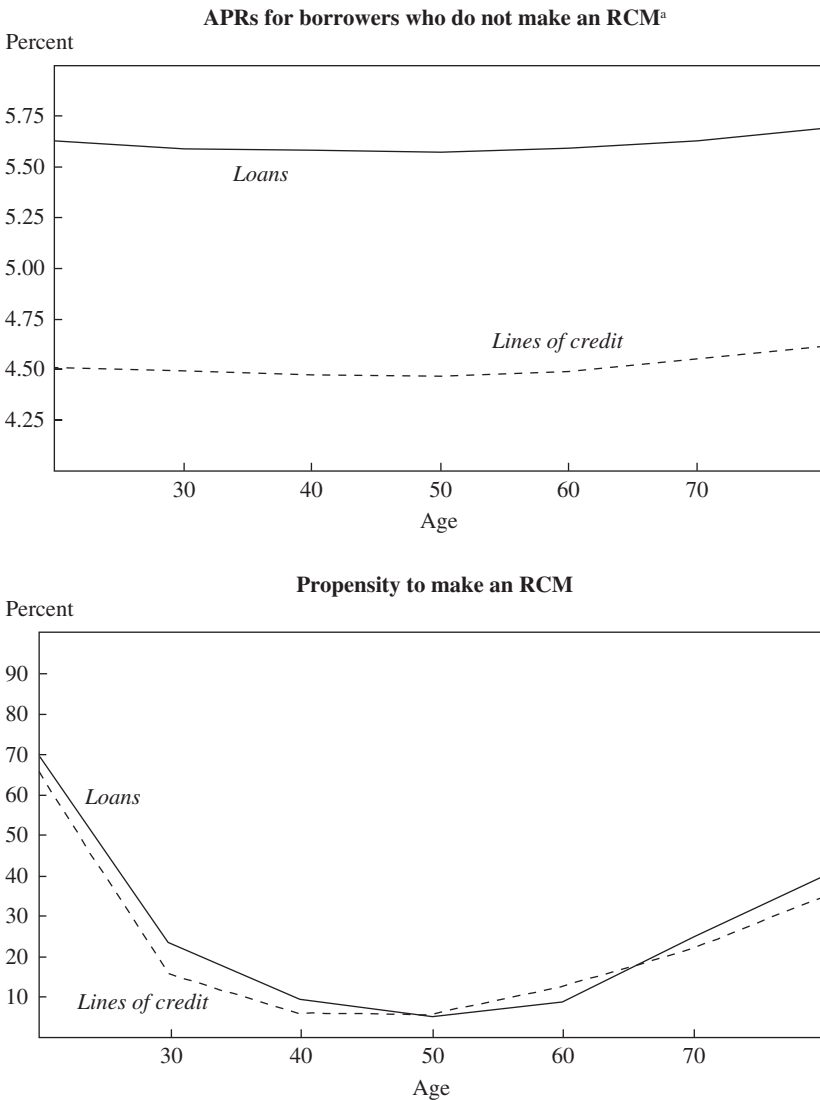 APRs for borrowers who do not make an RCMᵃ
Percent
5.75
5.50
Loans
5.25
5.00
4.75
Lines of credit
4.50
4.25
30 40 50 60 70
Age
Propensity to make an RCM
Percent
90
80
70
60
Loans
50
40
30
20
10
Lines of credit
30 40 50 60 70
Age